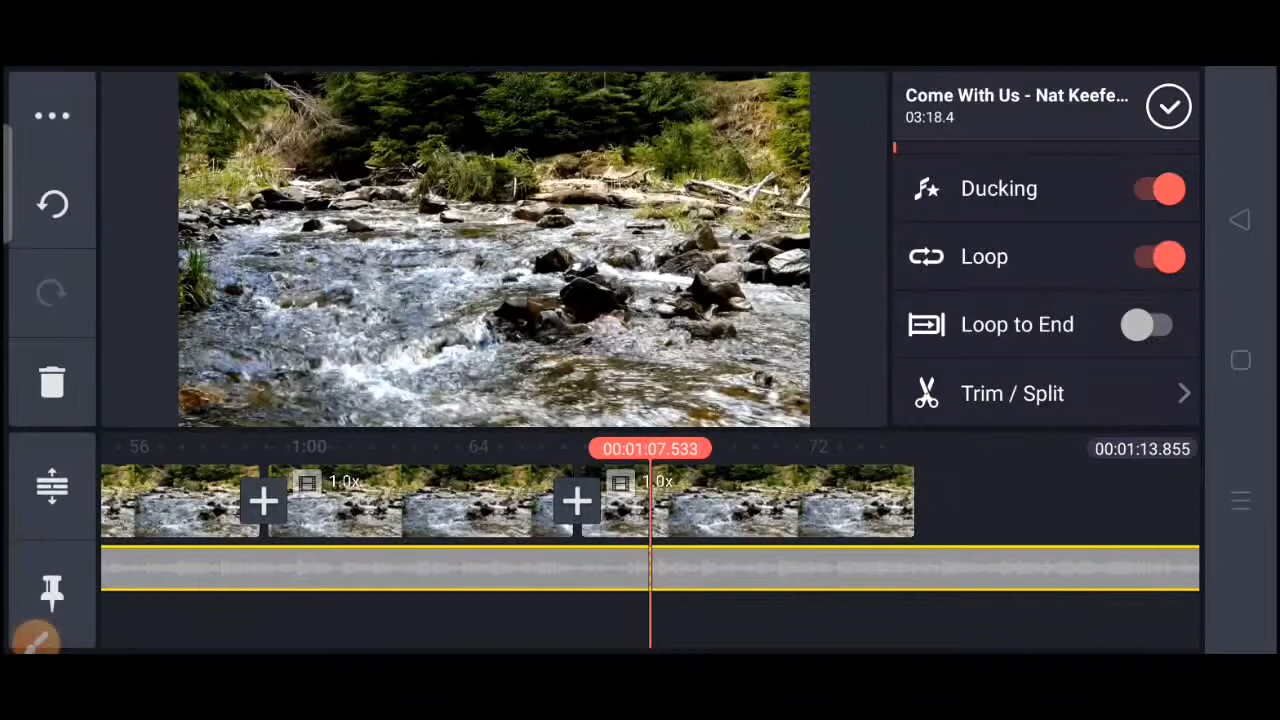 Come With Us - Nat Keefe...
03:18.4
Ducking
Loop
Loop to End
Trim / Split
56
1:00
64
00:01:07.533
72
00:01:13.855
1.0x
1.0x